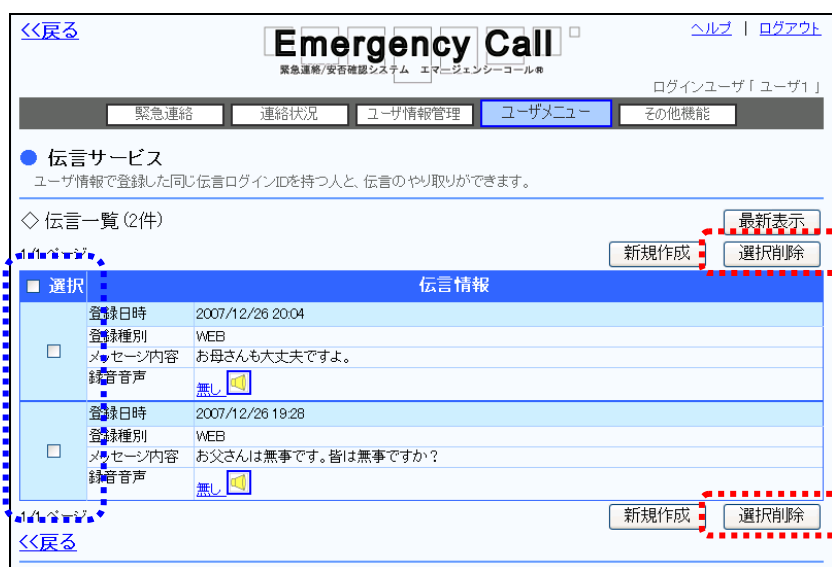 <<戻る
ヘルプ | ログアウト
Emergency Call
緊急連絡/安否確認システム エマージェンシーコール®
ログインユーザ「 ユーザ1 」
緊急連絡 連絡状況 ユーザ情報管理 ユーザメニュー その他機能
● 伝言サービス
ユーザ情報で登録した同じ伝言ログインIDを持つ人と、伝言のやり取りができます。
◇ 伝言一覧(2件)
最新表示
1/1 ページ
新規作成 選択削除
選択 伝言情報
登録日時 2007/12/26 20:04
登録種別 WEB
メッセージ内容 お母さんも大丈夫ですよ。
録音音声 無し
登録日時 2007/12/26 19:28
登録種別 WEB
メッセージ内容 お父さんは無事です。皆は無事ですか？
録音音声 無し
1/1 ページ
新規作成 選択削除
<<戻る